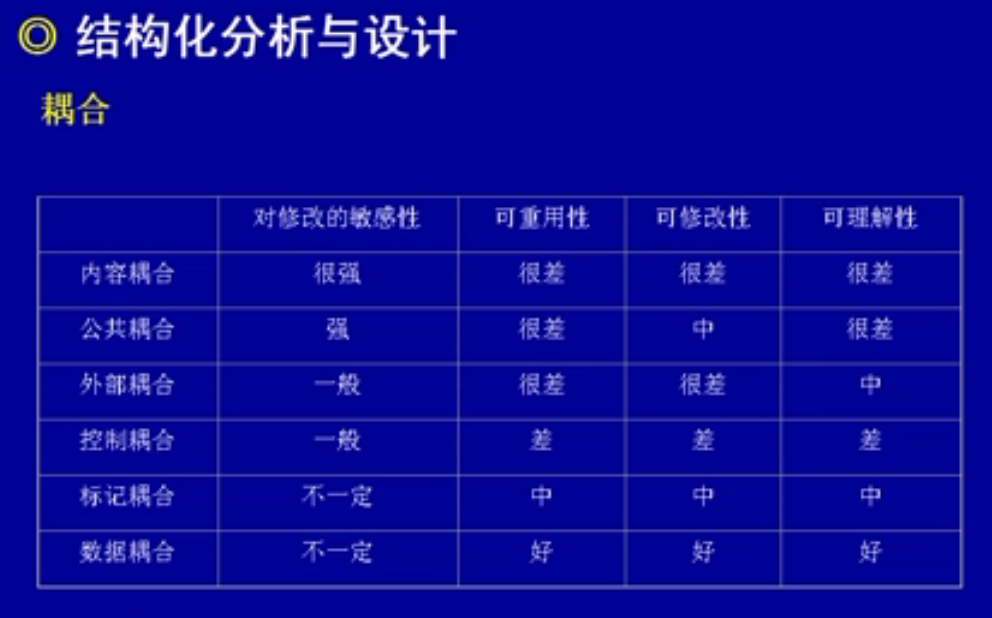 ◎ 结构化分析与设计
耦合
对修改的敏感性 可重用性 可修改性 可理解性
内容耦合 很强 很差 很差 很差
公共耦合 强 很差 中 很差
外部耦合 一般 很差 很差 中
控制耦合 一般 差 差 差
标记耦合 不一定 中 中 中
数据耦合 不一定 好 好 好